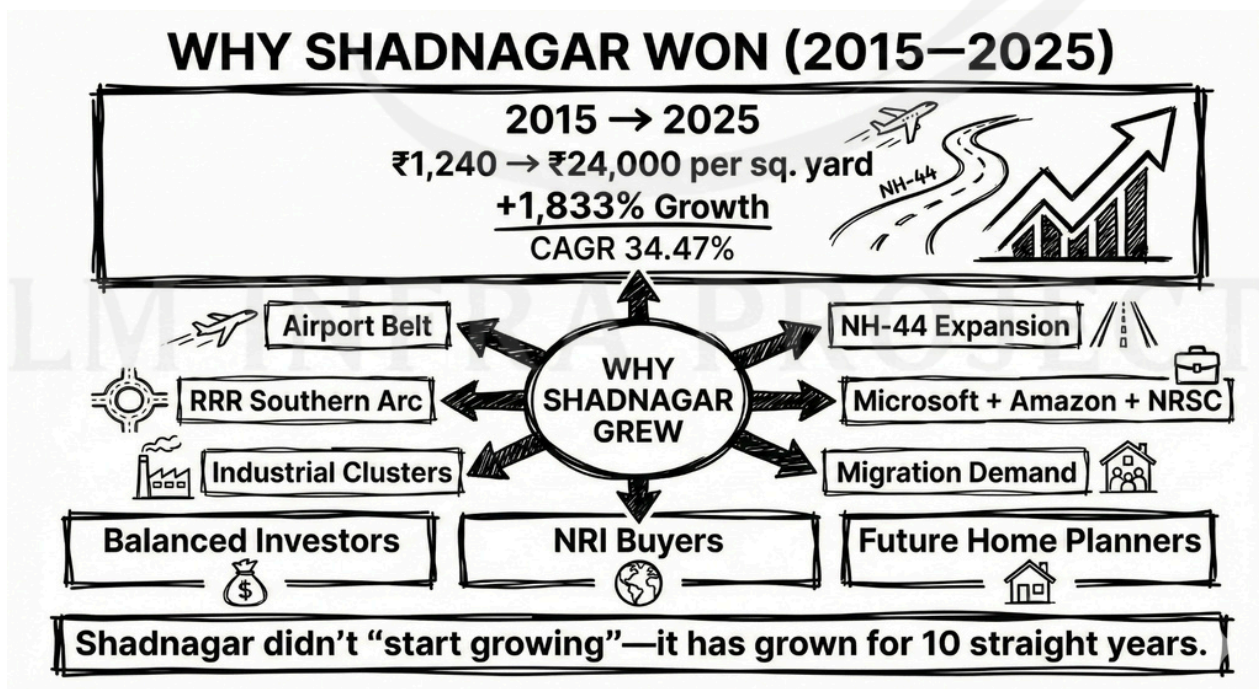 WHY SHADNAGAR WON (2015—2025)
2015 → 2025
₹1,240 → ₹24,000 per sq. yard
+1,833% Growth
CAGR 34.47%
NH-44
Airport Belt
NH-44 Expansion
RRR Southern Arc
WHY
SHADNAGAR
GREW
Microsoft + Amazon + NRSC
Industrial Clusters
Migration Demand
Balanced Investors
$
NRI Buyers
Future Home Planners
Shadnagar didn't “start growing”—it has grown for 10 straight years.
LM INFRA PROJECT